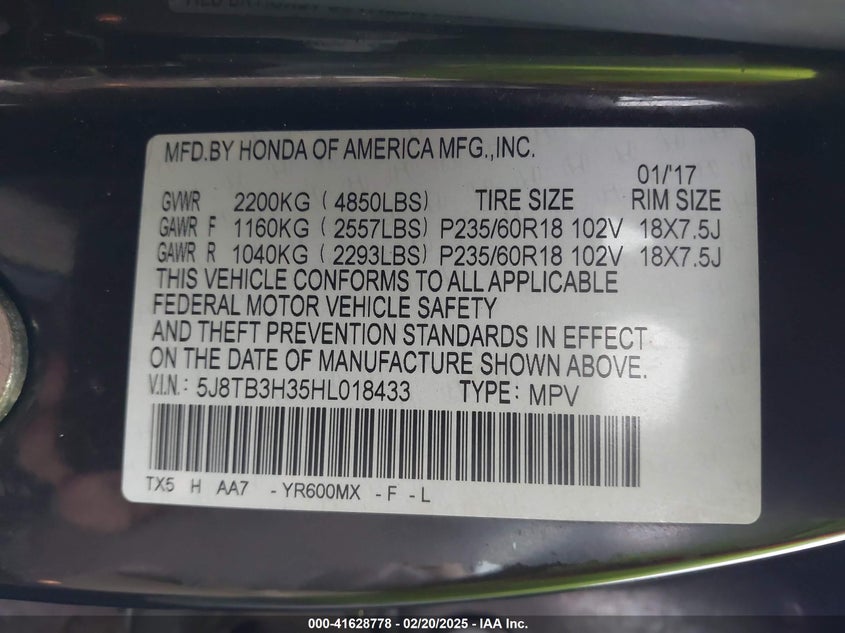 MFD.BY HONDA OF AMERICA MFG.,INC.
01/'17
GVWR 2200KG ( 4850LBS) TIRE SIZE RIM SIZE
GAWR F 1160KG ( 2557LBS) P235/60R18 102V 18X7.5J
GAWR R 1040KG ( 2293LBS) P235/60R18 102V 18X7.5J
THIS VEHICLE CONFORMS TO ALL APPLICABLE
FEDERAL MOTOR VEHICLE SAFETY
AND THEFT PREVENTION STANDARDS IN EFFECT
ON THE DATE OF MANUFACTURE SHOWN ABOVE.
V.I.N.: 5J8TB3H35HL018433 TYPE: MPV
TX5 H AA7 -YR600MX -F -L
000-41628778 - 02/20/2025 - IAA Inc.